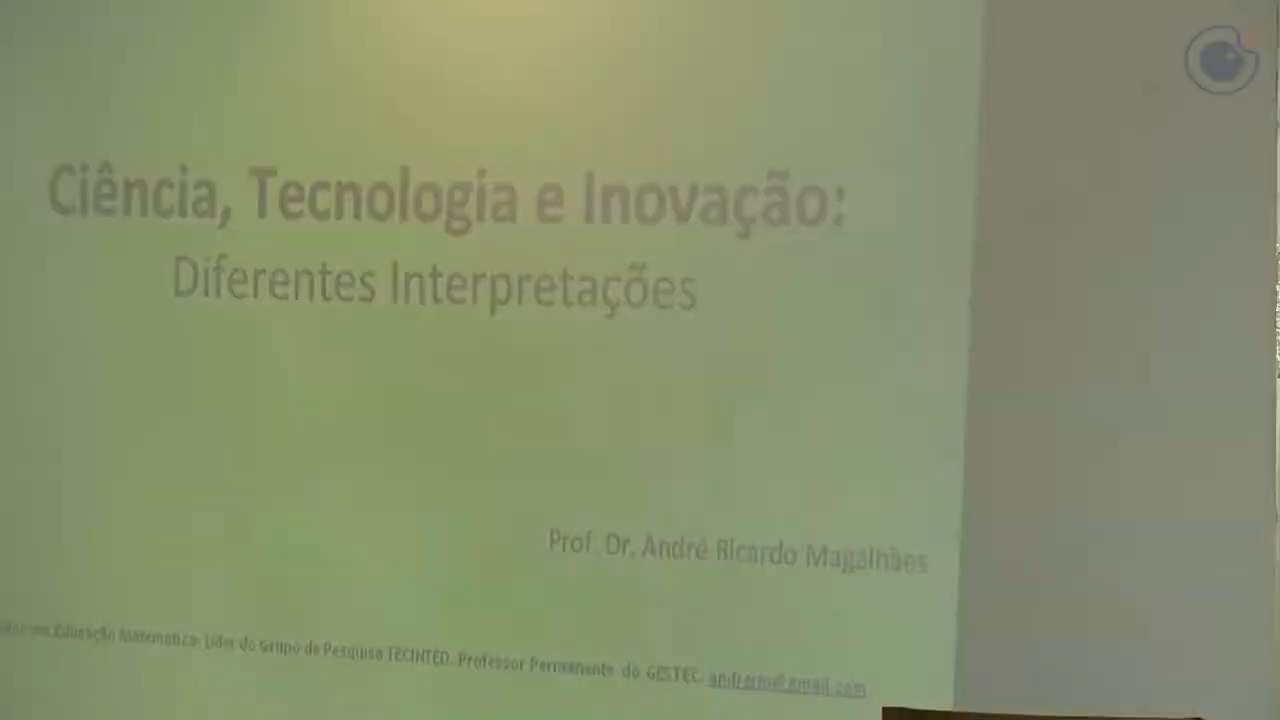 Ciência, Tecnologia e Inovação:
Diferentes Interpretações
Prof. Dr. André Ricardo Magalhães
em Educação Matemática- Líder do Grupo de Pesquisa TECINTED. Professor Permanente do GESTEC.